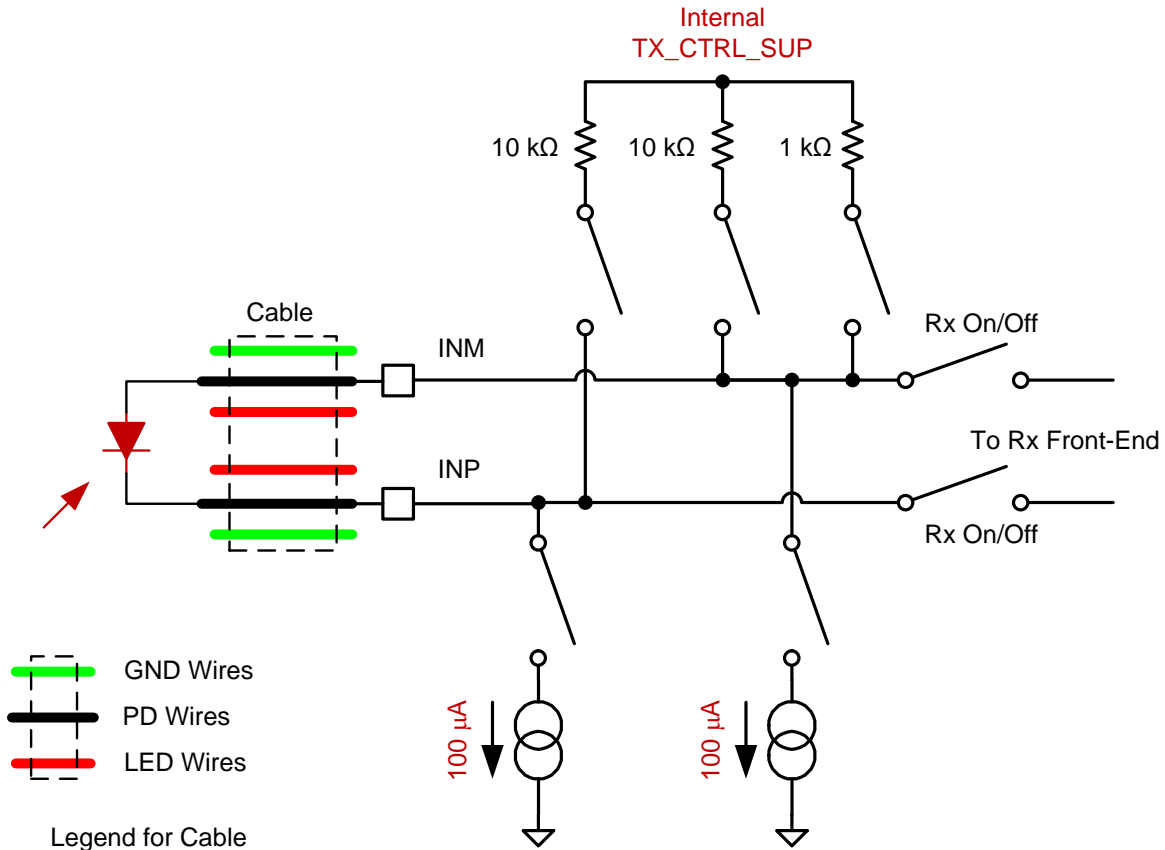 Internal
TX_CTRL_SUP
10 kΩ
10 kΩ
1 kΩ
Cable
Rx On/Off
INM
To Rx Front-End
INP
Rx On/Off
GND Wires
PD Wires
LED Wires
100 µA
100 µA
Legend for Cable